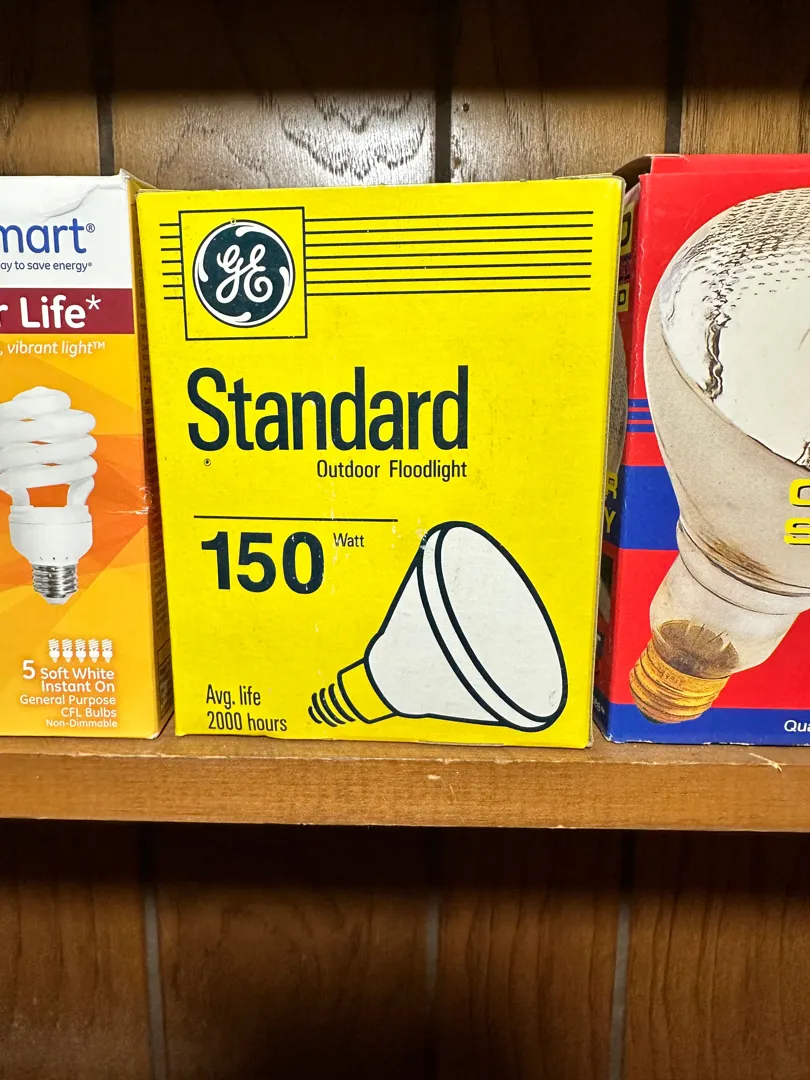 mart®
ay to save energy®
r Life*
, vibrant light™
5 Soft White
Instant On
General Purpose
CFL Bulbs
Non-Dimmable
GE
Standard
Outdoor Floodlight
150 Watt
Avg. life
2000 hours
Qua